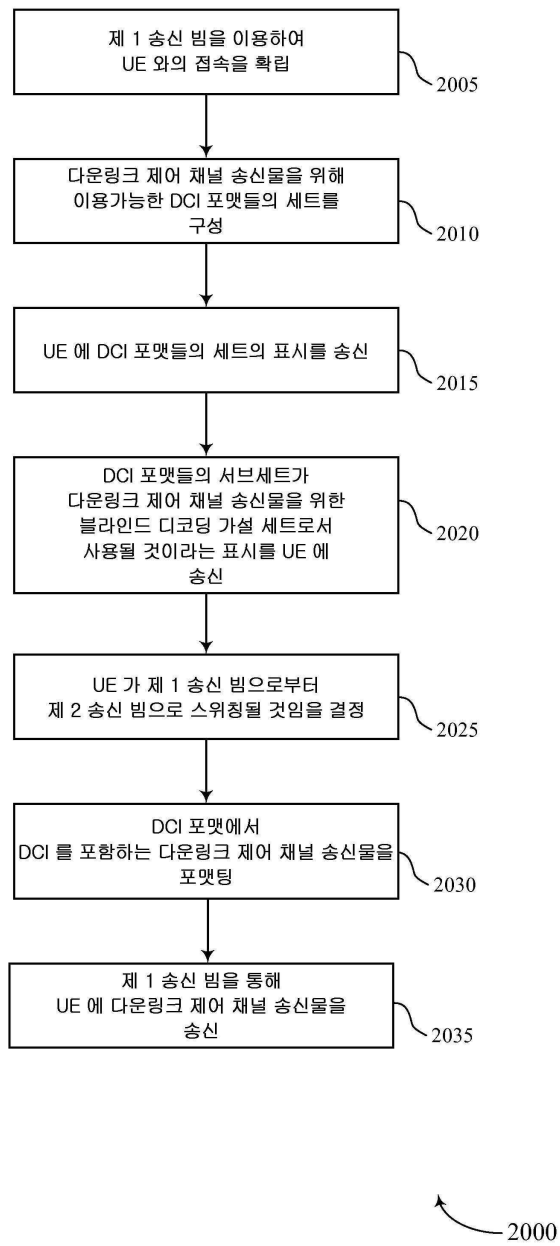 제 1 송신 빔을 이용하여
UE 와의 접속을 확립
2005
다운링크 제어 채널 송신물을 위해
이용가능한 DCI 포맷들의 세트를
구성
2010
UE 에 DCI 포맷들의 세트의 표시를 송신
2015
DCI 포맷들의 서브세트가
다운링크 제어 채널 송신물을 위한
블라인드 디코딩 가설 세트로서
사용될 것이라는 표시를 UE 에
송신
2020
UE 가 제 1 송신 빔으로부터
제 2 송신 빔으로 스위칭될 것임을 결정
2025
DCI 포맷에서
DCI 를 포함하는 다운링크 제어 채널 송신물을
포맷팅
2030
제 1 송신 빔을 통해
UE 에 다운링크 제어 채널 송신물을
송신
2035
2000